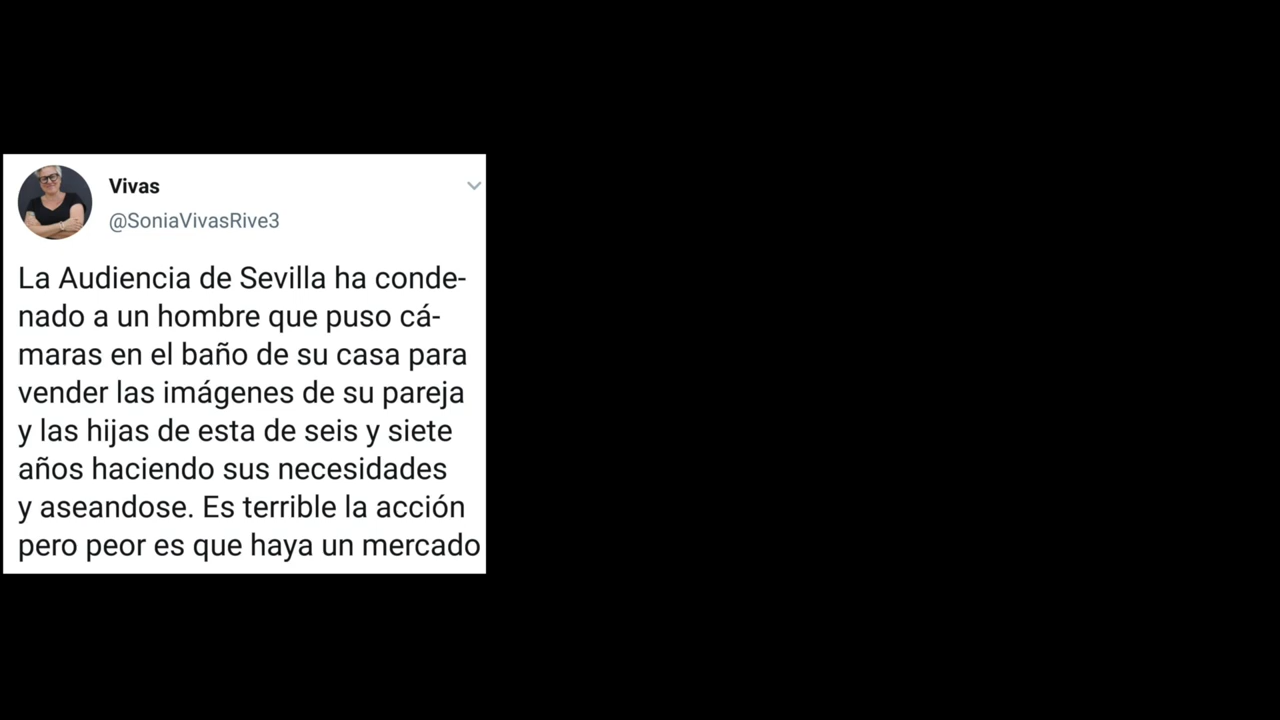 Vivas
@SoniaVivasRive3
La Audiencia de Sevilla ha conde-
nado a un hombre que puso cá-
maras en el baño de su casa para
vender las imágenes de su pareja
y las hijas de esta de seis y siete
años haciendo sus necesidades
y aseandose. Es terrible la acción
pero peor es que haya un mercado